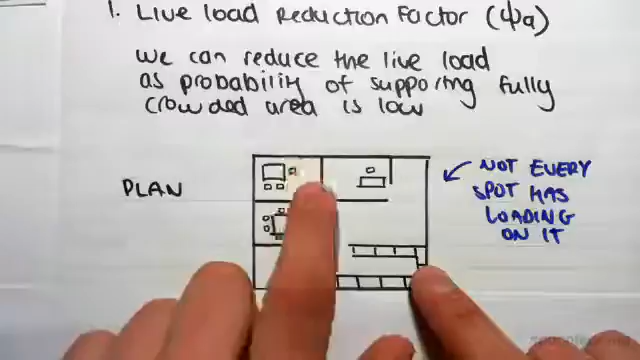 1. Live load Reduction Factor (ψa)
We can reduce the live load
as probability of supporting fully
crowded area is low
PLAN
NOT EVERY
SPOT HAS
LOADING
ON IT